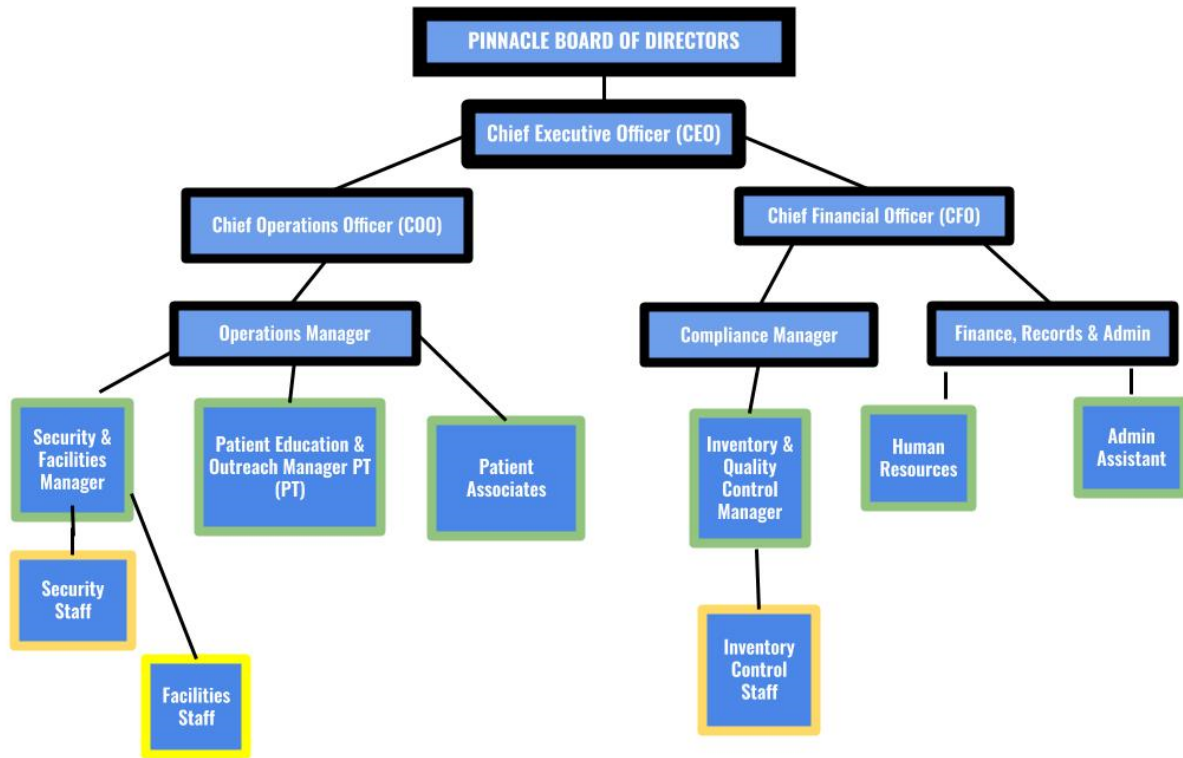 PINNACLE BOARD OF DIRECTORS
Chief Executive Officer (CEO)
Chief Operations Officer (COO)
Chief Financial Officer (CFO)
Operations Manager
Compliance Manager
Finance, Records & Admin
Security &
Facilities
Manager
Patient Education &
Outreach Manager PT
(PT)
Patient
Associates
Inventory &
Quality
Control
Manager
Human
Resources
Admin
Assistant
Security
Staff
Facilities
Staff
Inventory
Control
Staff